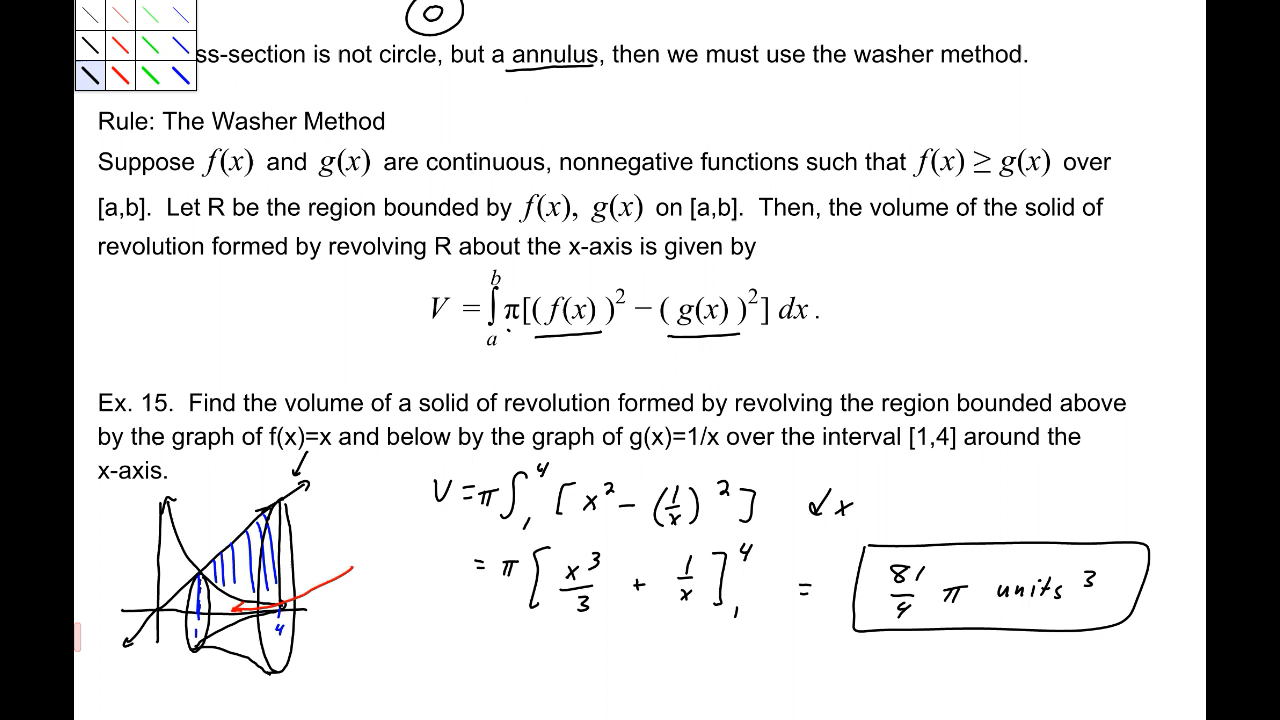 ss-section is not circle, but a annulus, then we must use the washer method.
Rule: The Washer Method
Suppose f(x) and g(x) are continuous, nonnegative functions such that f(x) ≥ g(x) over
[a,b]. Let R be the region bounded by f(x), g(x) on [a,b]. Then, the volume of the solid of
revolution formed by revolving R about the x-axis is given by
V = ∫_a^b π[( f(x) )² − ( g(x) )²] dx .
Ex. 15. Find the volume of a solid of revolution formed by revolving the region bounded above
by the graph of f(x)=x and below by the graph of g(x)=1/x over the interval [1,4] around the
x-axis.
V = π ∫_1^4 [ x² − (1/x)² ] dx
= π [ x³/3 + 1/x ]_1^4 = 81/4 π units³
1 4